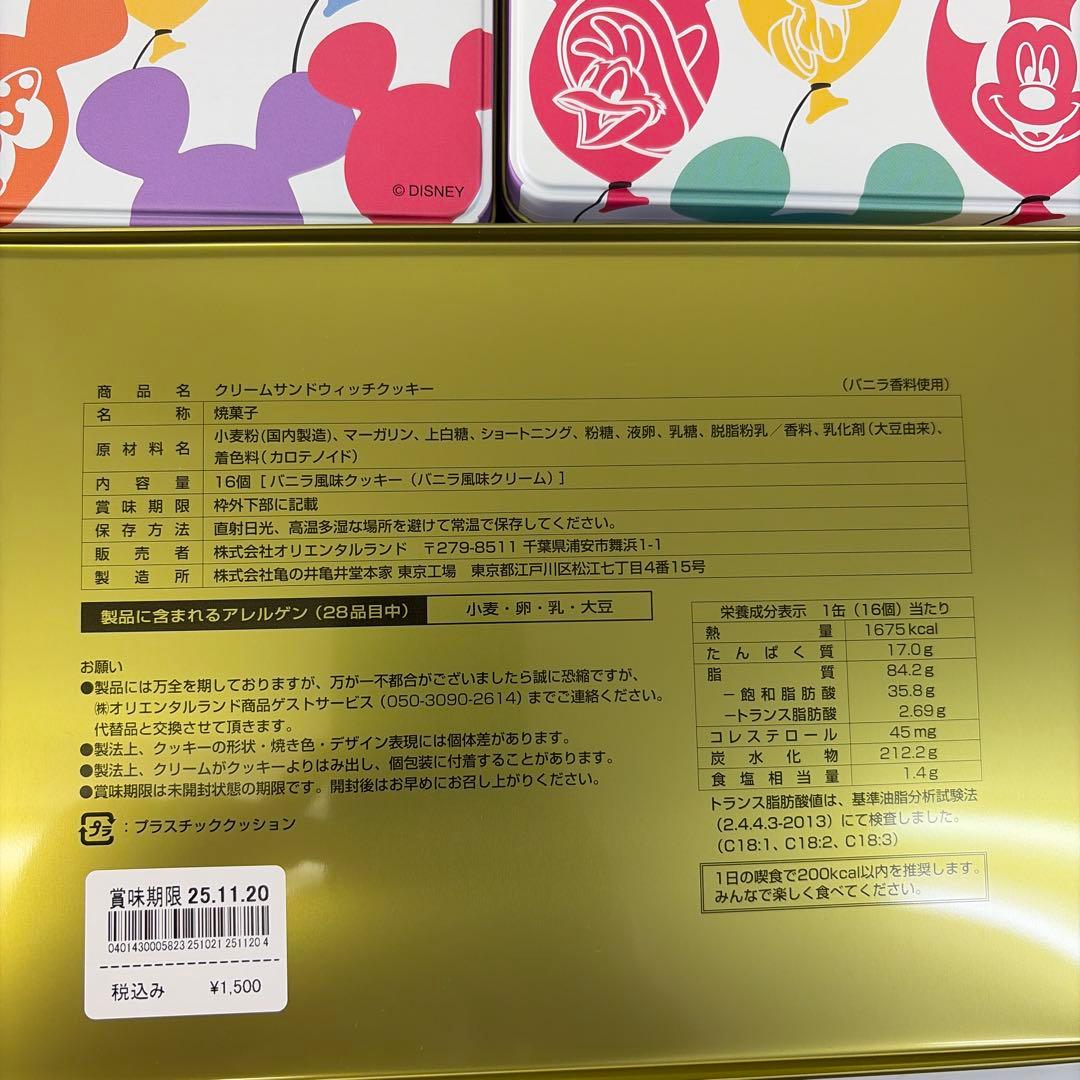 © DISNEY
商品名 クリームサンドウィッチクッキー (バニラ香料使用)
名称 焼菓子
原材料名 小麦粉(国内製造)、マーガリン、上白糖、ショートニング、粉糖、液卵、乳糖、脱脂粉乳／香料、乳化剤(大豆由来)、
着色料(カロテノイド)
内容量 16個 [ バニラ風味クッキー (バニラ風味クリーム) ]
賞味期限 枠外下部に記載
保存方法 直射日光、高温多湿な場所を避けて常温で保存してください。
販売者 株式会社オリエンタルランド 〒279-8511 千葉県浦安市舞浜1-1
製造所 株式会社亀の井亀井堂本家 東京工場 東京都江戸川区松江七丁目4番15号
製品に含まれるアレルゲン (28品目中) 小麦・卵・乳・大豆
お願い
●製品には万全を期しておりますが、万が一不都合がございましたら誠に恐縮ですが、
㈱オリエンタルランド商品ゲストサービス (050-3090-2614) までご連絡ください。
代替品と交換させて頂きます。
●製法上、クッキーの形状・焼き色・デザイン表現には個体差があります。
●製法上、クリームがクッキーよりはみ出し、個包装に付着することがあります。
●賞味期限は未開封状態の期限です。開封後はお早めにお召し上がりください。
プラ : プラスチッククッション
栄養成分表示 1缶 (16個) 当たり
熱量 1675kcal
たんぱく質 17.0g
脂質 84.2g
－飽和脂肪酸 35.8g
－トランス脂肪酸 2.69g
コレステロール 45mg
炭水化物 212.2g
食塩相当量 1.4g
トランス脂肪酸値は、基準油脂分析試験法
(2.4.4.3-2013) にて検査しました。
(C18:1、C18:2、C18:3)
1日の喫食で200kcal以内を推奨します。
みんなで楽しく食べてください。
賞味期限 25.11.20
0401430005823 251021 251120 4
税込み ¥1,500